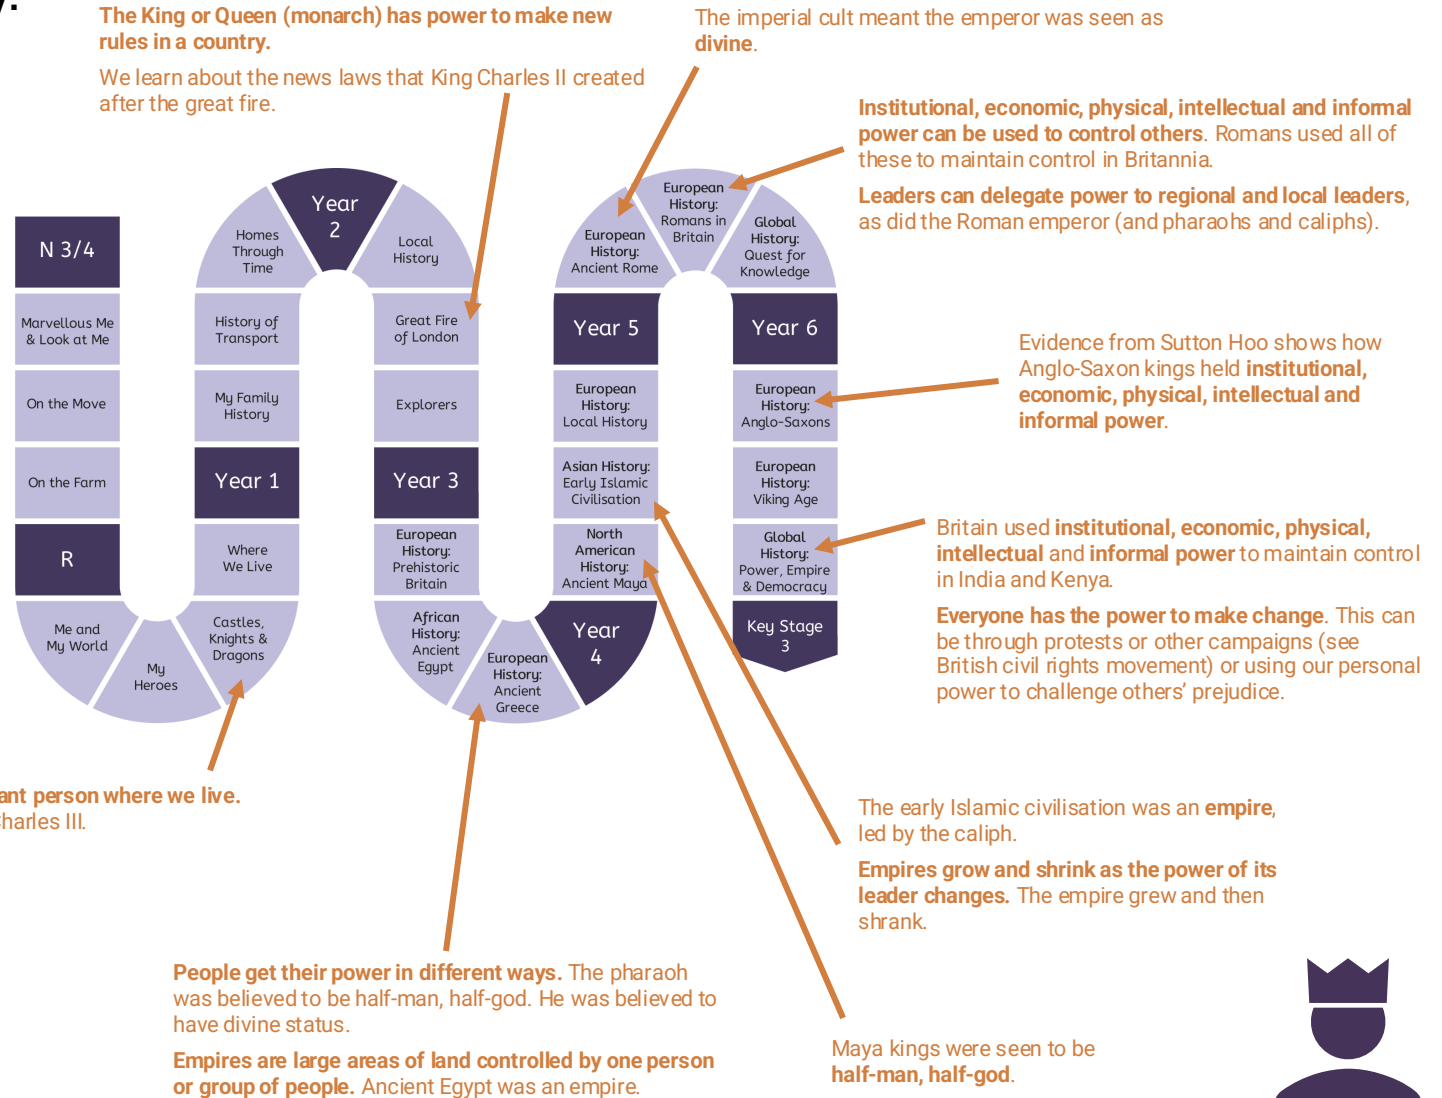 y.
The King or Queen (monarch) has power to make new
rules in a country.
We learn about the news laws that King Charles II created
after the great fire.
The imperial cult meant the emperor was seen as
divine.
Institutional, economic, physical, intellectual and informal
power can be used to control others. Romans used all of
these to maintain control in Britannia.
Leaders can delegate power to regional and local leaders,
as did the Roman emperor (and pharaohs and caliphs).
N 3/4
Marvellous Me
& Look at Me
On the Move
On the Farm
R
Me and
My World
My
Heroes
Castles,
Knights &
Dragons
Where
We Live
Year 1
My Family
History
History of
Transport
Homes
Through
Time
Year
2
Local
History
Great Fire
of London
Explorers
Year 3
European
History:
Prehistoric
Britain
African
History:
Ancient
Egypt
European
History:
Ancient
Greece
Year
4
North
American
History:
Ancient Maya
Asian History:
Early Islamic
Civilisation
European
History:
Local History
Year 5
European
History:
Ancient Rome
European
History:
Romans in
Britain
Global
History:
Quest for
Knowledge
Year 6
European
History:
Anglo-Saxons
European
History:
Viking Age
Global
History:
Power, Empire
& Democracy
Key Stage
3
Evidence from Sutton Hoo shows how
Anglo-Saxon kings held institutional,
economic, physical, intellectual and
informal power.
Britain used institutional, economic, physical,
intellectual and informal power to maintain control
in India and Kenya.
Everyone has the power to make change. This can
be through protests or other campaigns (see
British civil rights movement) or using our personal
power to challenge others' prejudice.
ant person where we live.
Charles III.
The early Islamic civilisation was an empire,
led by the caliph.
Empires grow and shrink as the power of its
leader changes. The empire grew and then
shrank.
People get their power in different ways. The pharaoh
was believed to be half-man, half-god. He was believed to
have divine status.
Empires are large areas of land controlled by one person
or group of people. Ancient Egypt was an empire.
Maya kings were seen to be
half-man, half-god.